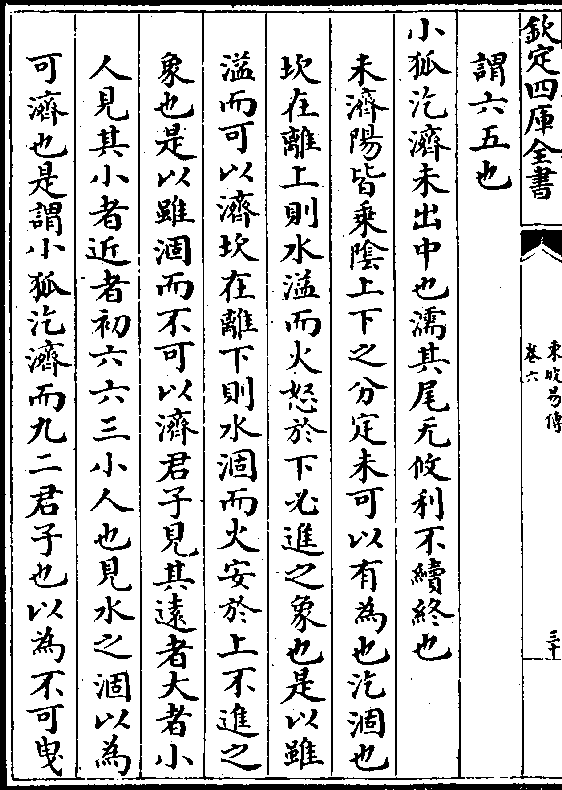 欽定四庫全書
東坡易傳
卷六
三十
謂六五也
小狐汔濟未出中也濡其尾无攸利不續終也
未濟陽皆乘陰上下之分定未可以有為也汔涸也
坎在離上則水溢而火怒於下必進之象也是以雖
溢而可以濟坎在離下則水涸而火安於上不進之
象也是以雖涸而不可以濟君子見其遠者大者小
人見其小者近者初六六三小人也見水之涸以為
可濟也是謂小狐汔濟而九二君子也以為不可曳